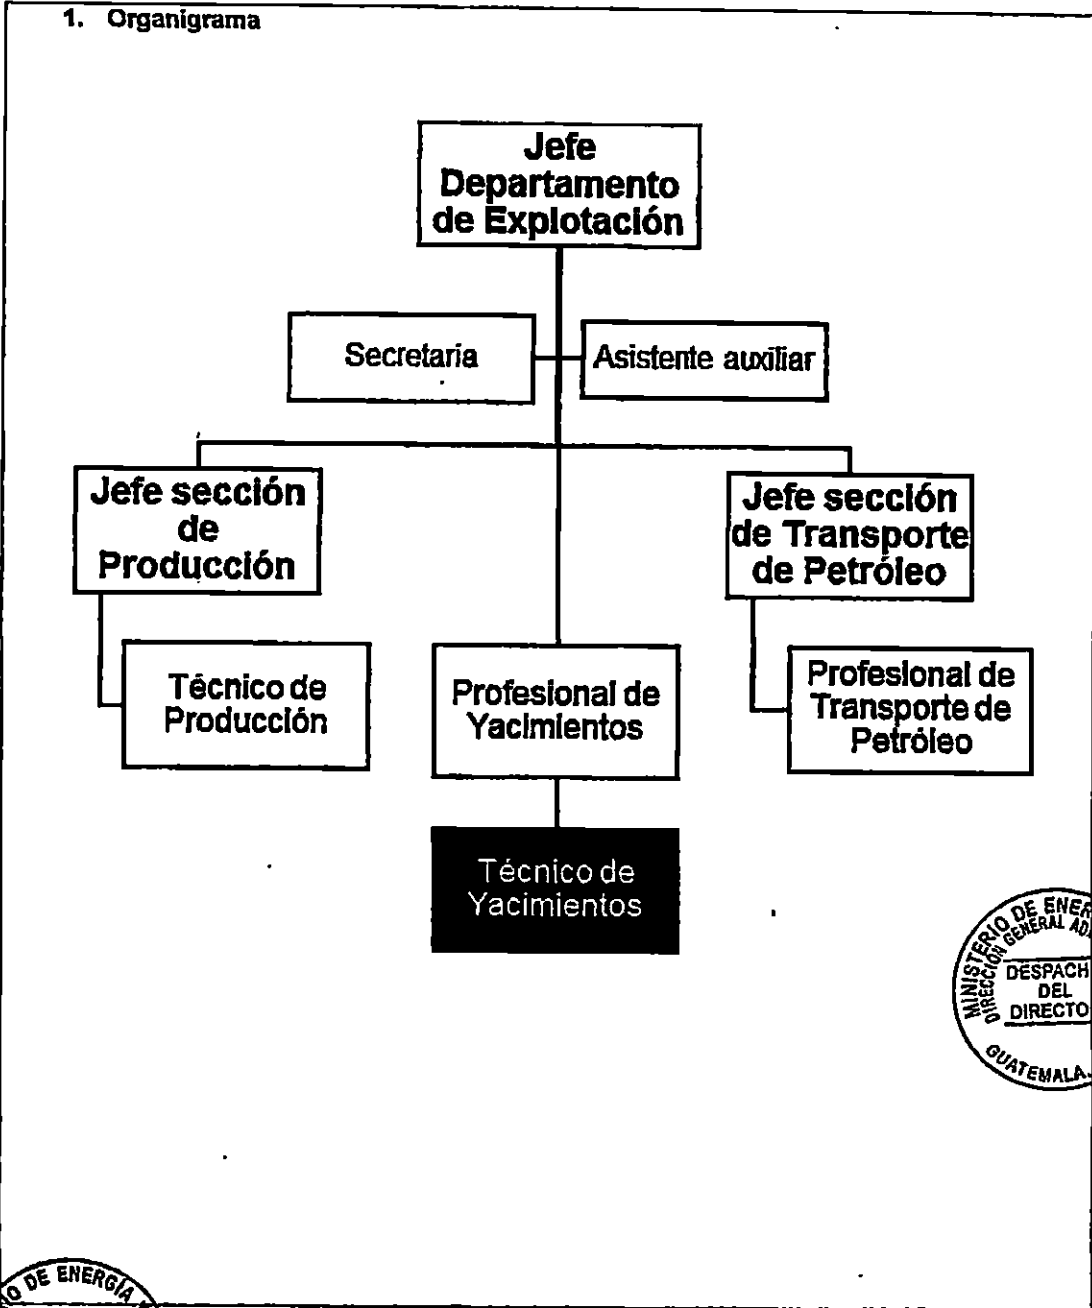 1. Organigrama
Jefe
Departamento
de Explotación
Secretaria
Asistente auxiliar
Jefe sección
de
Producción
Jefe sección
de Transporte
de Petróleo
Técnico de
Producción
Profesional de
Yacimientos
Profesional de
Transporte de
Petróleo
Técnico de
Yacimientos
MINISTERIO DE ENER
DIRECCIÓN GENERAL AD
DESPACH
DEL
DIRECTO
GUATEMALA.
O DE ENERGÍA